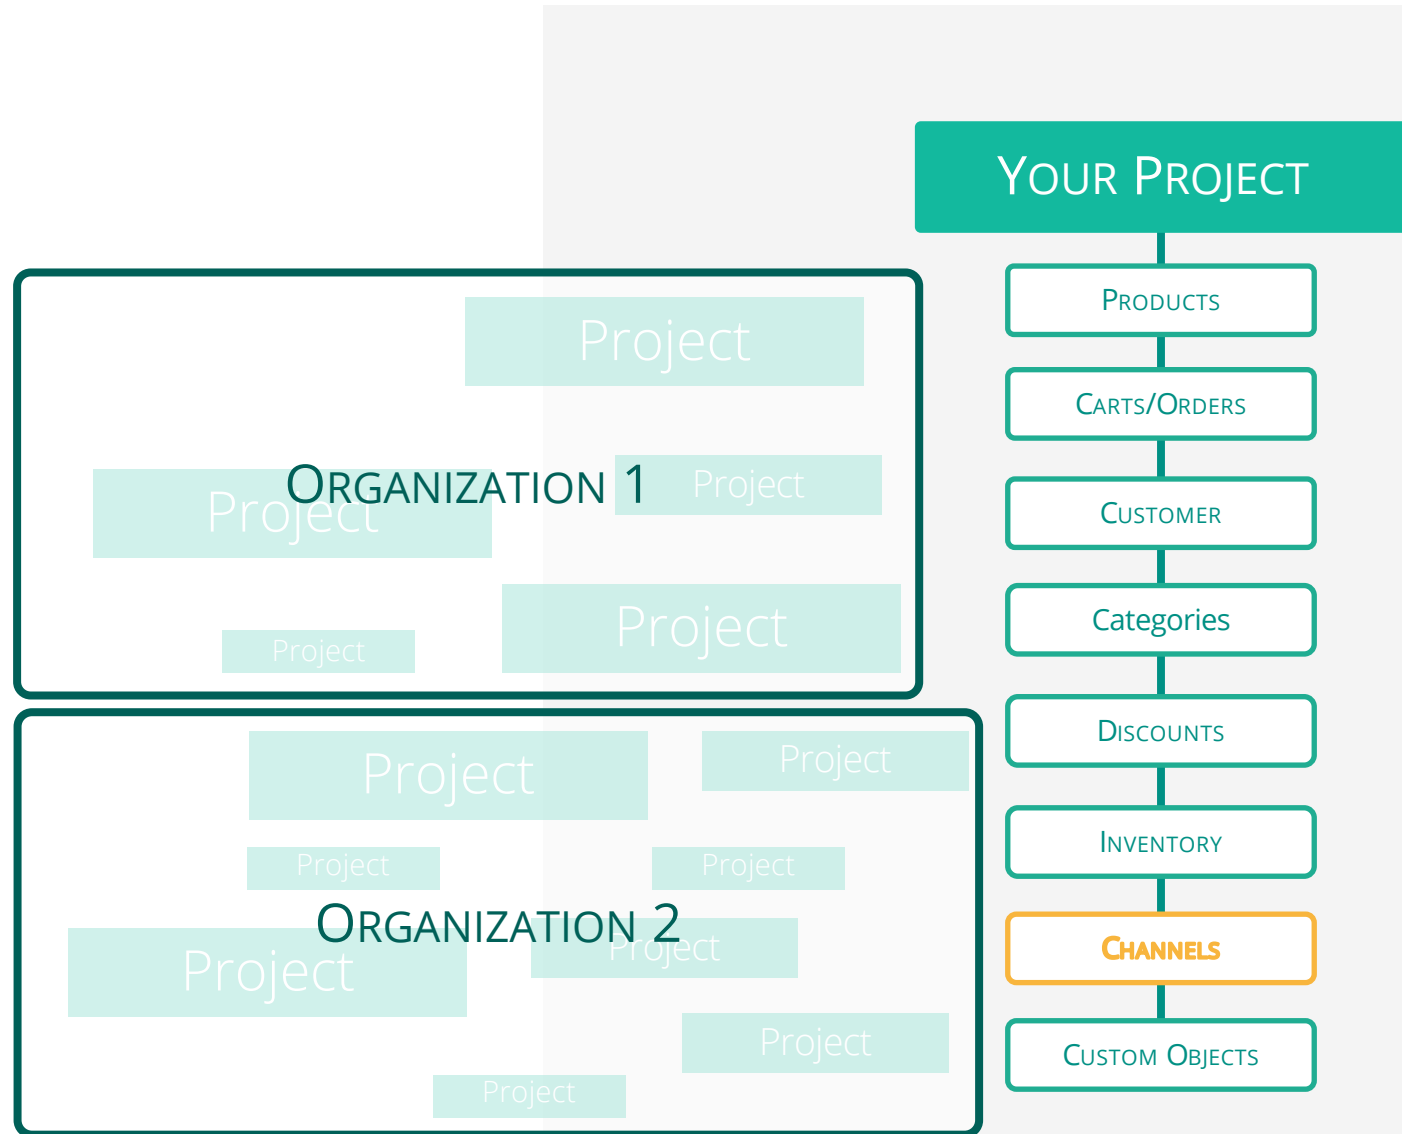 YOUR PROJECT
PRODUCTS
CARTS/ORDERS
CUSTOMER
Categories
DISCOUNTS
INVENTORY
CHANNELS
CUSTOM OBJECTS
Project
ORGANIZATION 1
Project
Project
Project
Project
Project
Project
Project
Project
ORGANIZATION 2
Project
Project
Project
Project